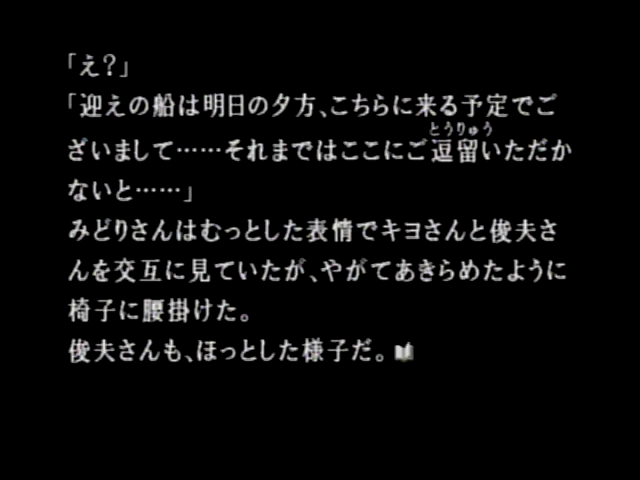 「え?」
「迎えの船は明日の夕方、こちらに来る予定でご
ざいまして……それまではここにご逗留いただか
とうりゅう
ないと……」
みどりさんはむっとした表情でキヨさんと俊夫さ
んを交互に見ていたが、やがてあきらめたように
椅子に腰掛けた。
俊夫さんも、ほっとした様子だ。